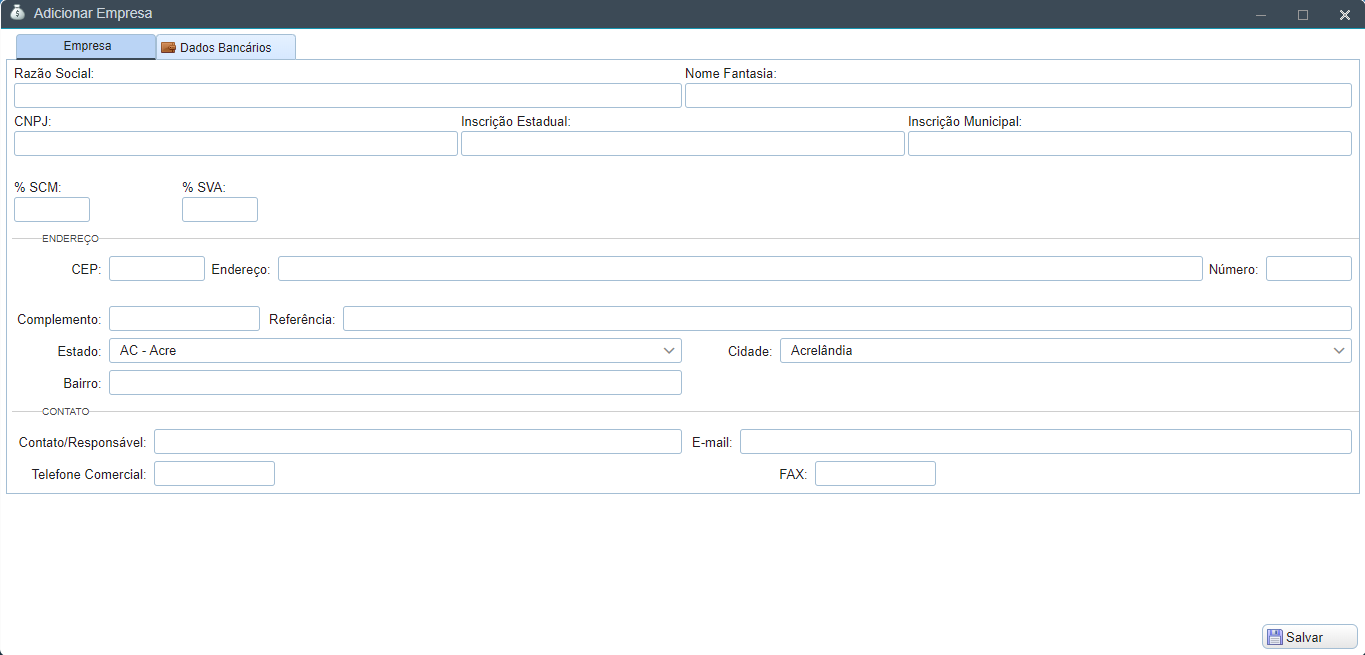 Adicionar Empresa
Empresa Dados Bancários
Razão Social: Nome Fantasia:
CNPJ: Inscrição Estadual: Inscrição Municipal:
% SCM: % SVA:
ENDEREÇO
CEP: Endereço: Número:
Complemento: Referência:
Estado: AC - Acre Cidade: Acrelândia
Bairro:
CONTATO
Contato/Responsável: E-mail:
Telefone Comercial: FAX:
Salvar